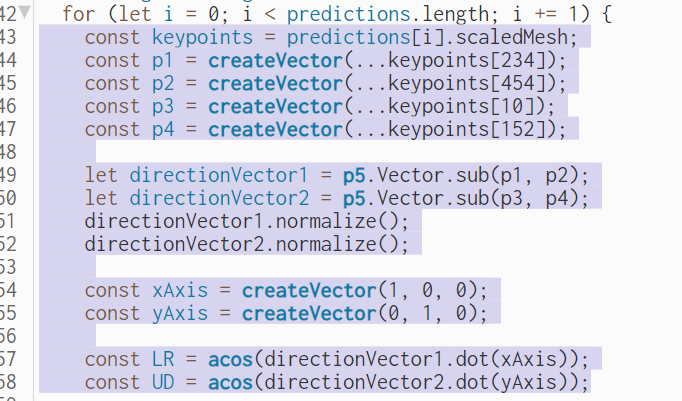 42 for (let i = 0; i < predictions.length; i += 1) {
43 const keypoints = predictions[i].scaledMesh;
44 const p1 = createVector(...keypoints[234]);
45 const p2 = createVector(...keypoints[454]);
46 const p3 = createVector(...keypoints[10]);
47 const p4 = createVector(...keypoints[152]);
48
49 let directionVector1 = p5.Vector.sub(p1, p2);
50 let directionVector2 = p5.Vector.sub(p3, p4);
51 directionVector1.normalize();
52 directionVector2.normalize();
53
54 const xAxis = createVector(1, 0, 0);
55 const yAxis = createVector(0, 1, 0);
56
57 const LR = acos(directionVector1.dot(xAxis));
58 const UD = acos(directionVector2.dot(yAxis));